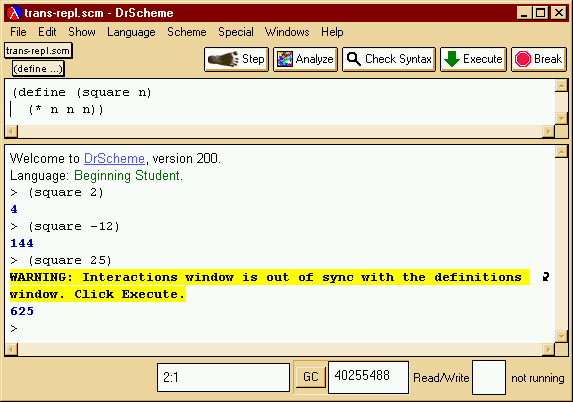 trans-repl.scm - DrScheme
File Edit Show Language Scheme Special Windows Help
trans-repl.scm
(define ...)
Step Analyze Check Syntax Execute Break
(define (square n)
(* n n n))
Welcome to DrScheme, version 200.
Language: Beginning Student.
> (square 2)
4
> (square -12)
144
> (square 25)
WARNING: Interactions window is out of sync with the definitions
window. Click Execute.
625
>
2:1 GC 40255488 Read/Write not running